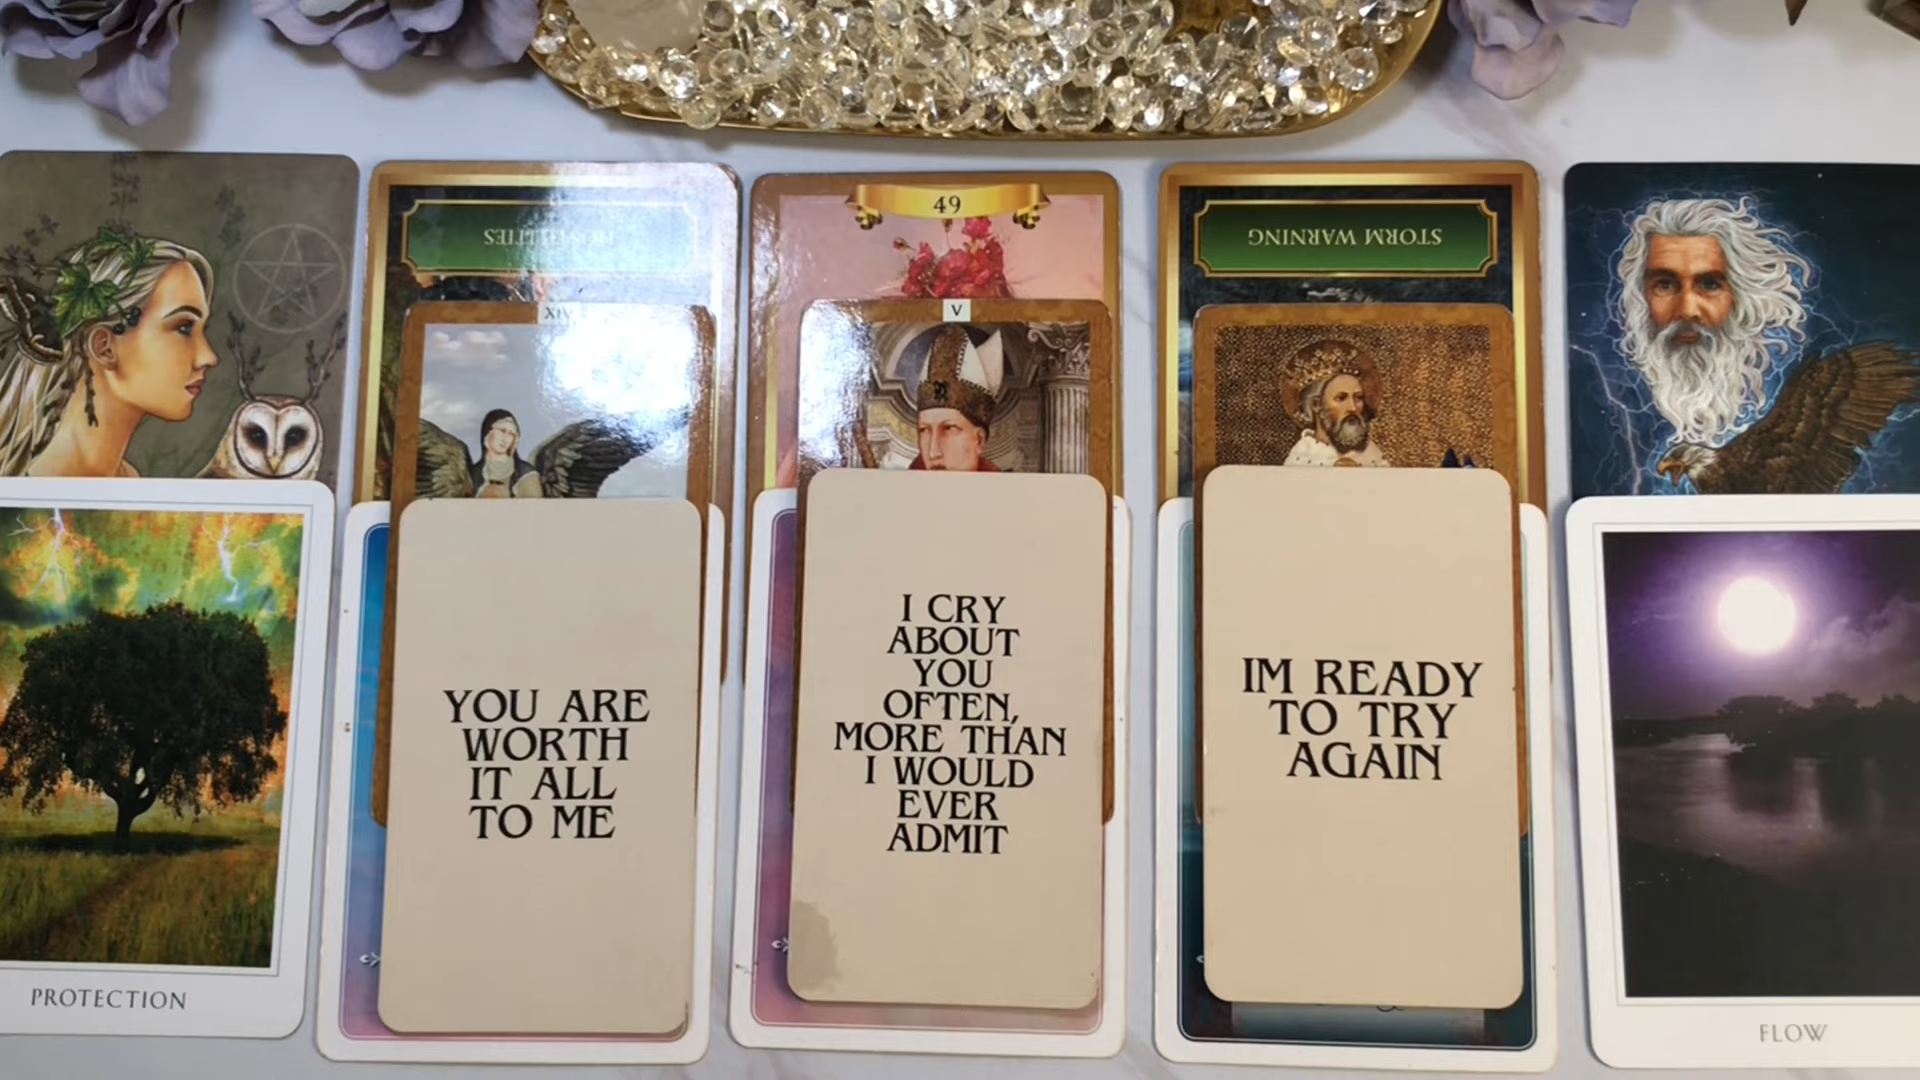 49
STORM WARNING
XIV
V
YOU ARE
WORTH
IT ALL
TO ME
I CRY
ABOUT
YOU
OFTEN,
MORE THAN
I WOULD
EVER
ADMIT
IM READY
TO TRY
AGAIN
PROTECTION
FLOW